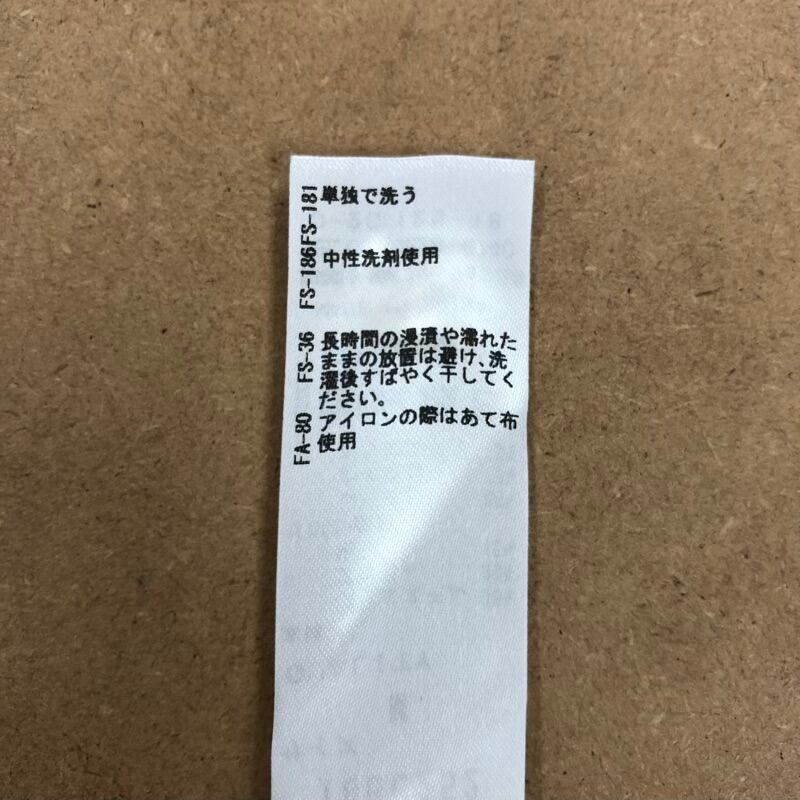 FS-181 単独で洗う
FS-186 中性洗剤使用
FS-36 長時間の浸漬や濡れた
ままの放置は避け、洗
濯後すばやく干してく
ださい。
FA-80 アイロンの際はあて布
使用